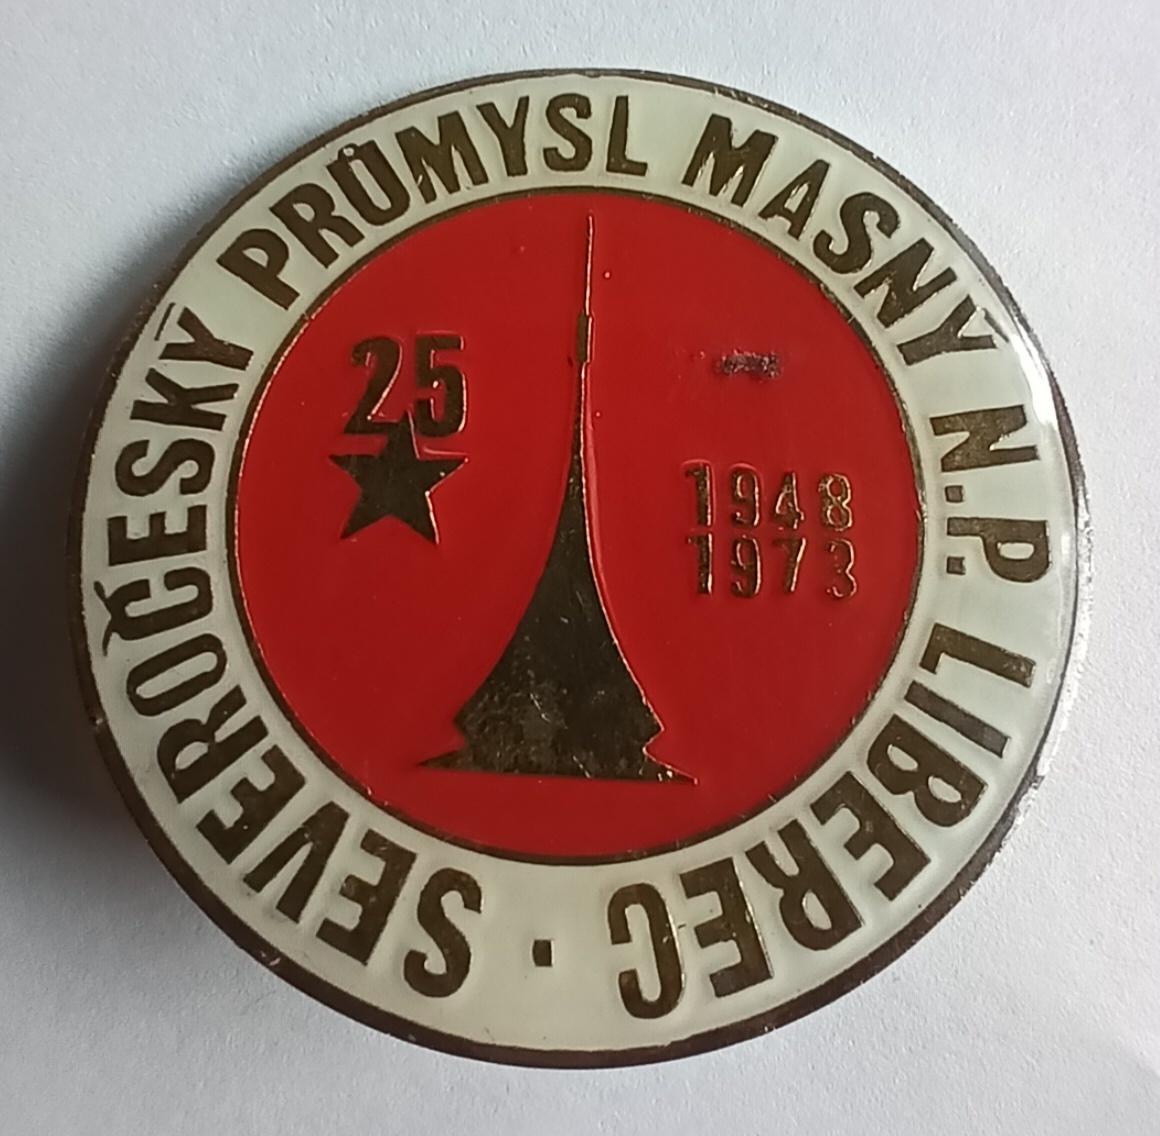 SEVEROČESKÝ PRŮMYSL MASNÝ N.P. LIBEREC ·
25
1948
1973